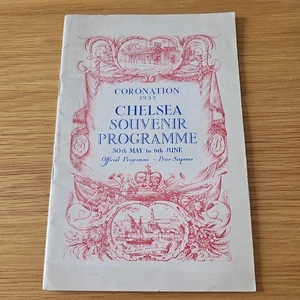 CORONATION
1953
CHELSEA
SOUVENIR
PROGRAMME
30th MAY to 6th JUNE
Official Programme – Price Sixpence